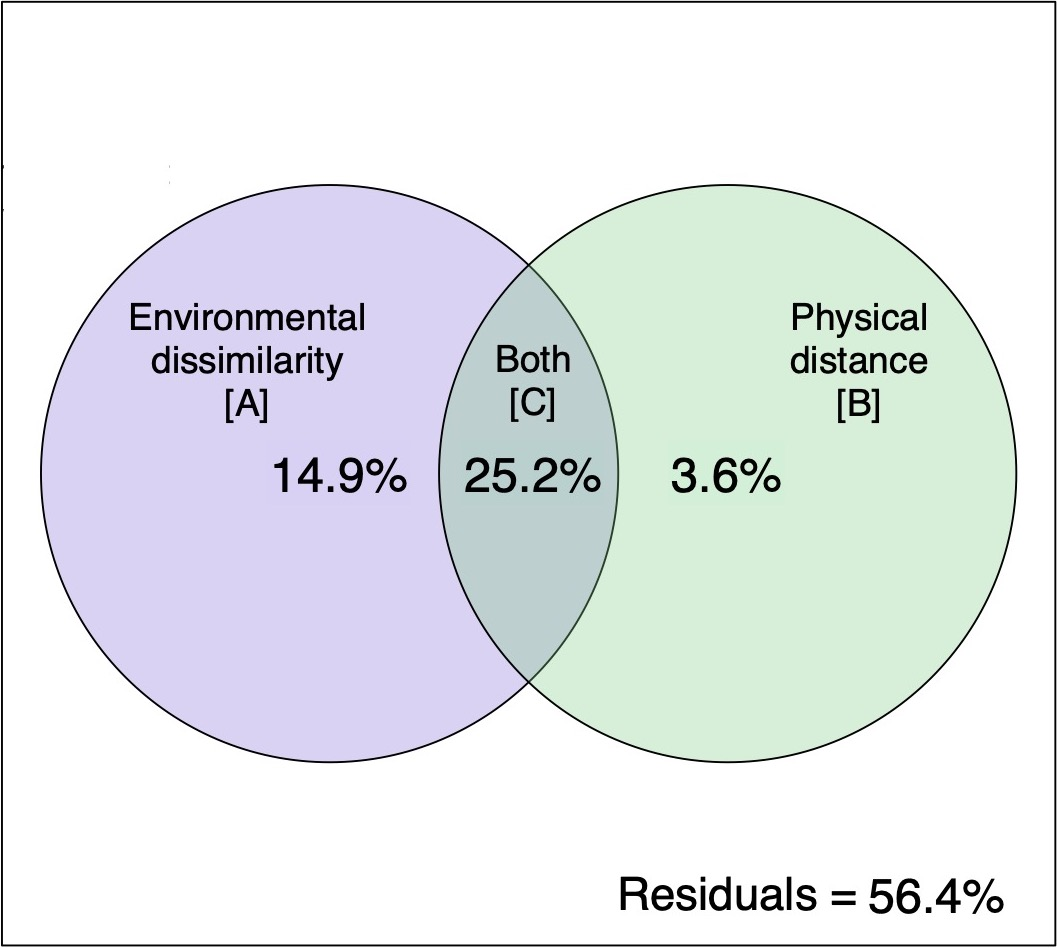 Environmental
dissimilarity
[A]
14.9%
Both
[C]
25.2%
Physical
distance
[B]
3.6%
Residuals = 56.4%